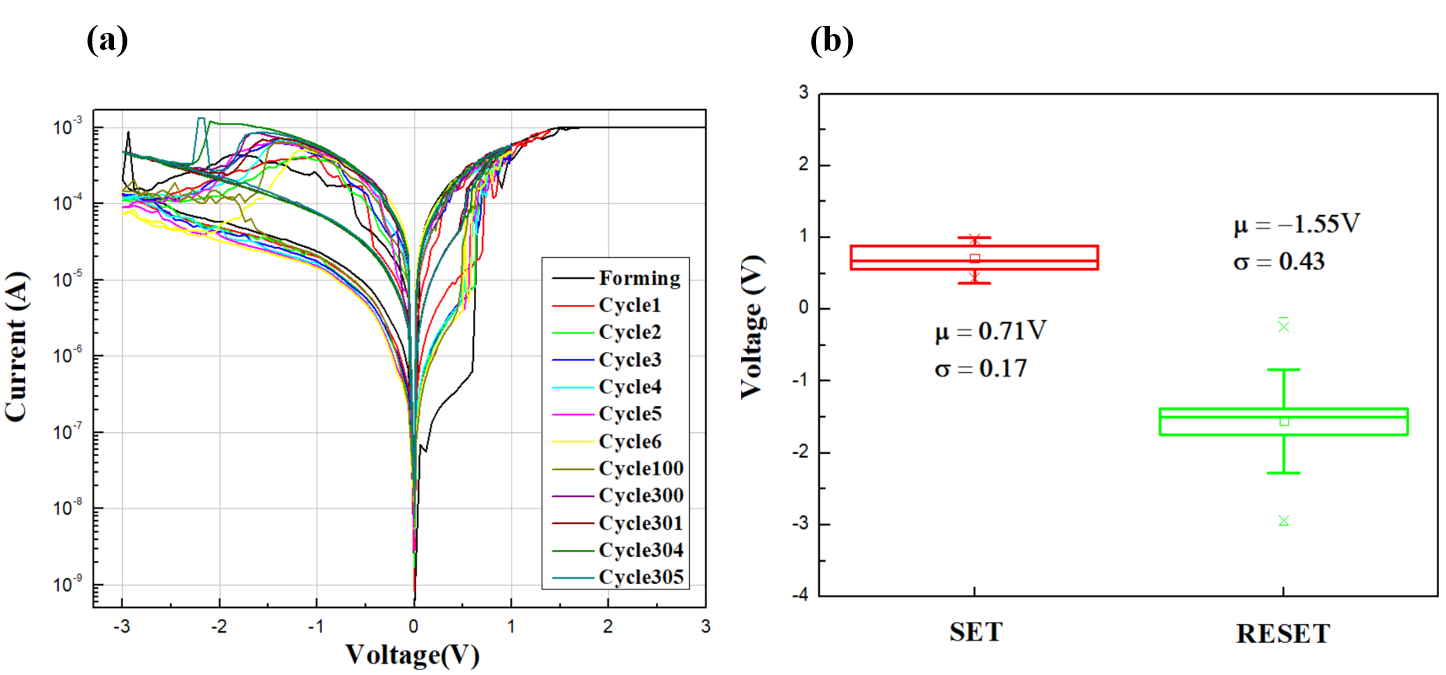 (a)
Current (A)
10⁻³
10⁻⁴
10⁻⁵
10⁻⁶
10⁻⁷
10⁻⁸
10⁻⁹
-3 -2 -1 0 1 2 3
Voltage(V)
Forming
Cycle1
Cycle2
Cycle3
Cycle4
Cycle5
Cycle6
Cycle100
Cycle300
Cycle301
Cycle304
Cycle305
(b)
Voltage (V)
3
2
1
0
-1
-2
-3
-4
μ = 0.71V
σ = 0.17
μ = −1.55V
σ = 0.43
SET RESET